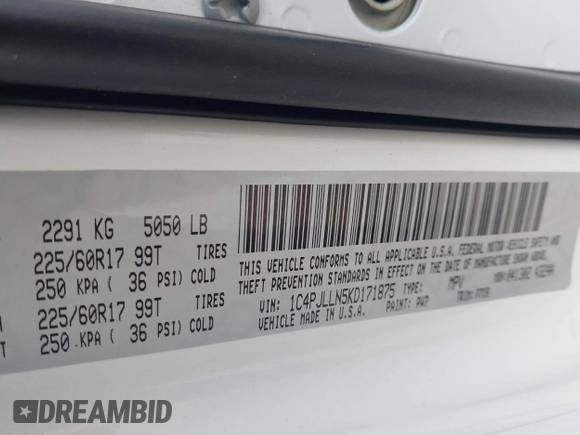 2291 KG 5050 LB
225/60R17 99T TIRES
250 KPA ( 36 PSI) COLD
225/60R17 99T TIRES
250 KPA ( 36 PSI) COLD
THIS VEHICLE CONFORMS TO ALL APPLICABLE U.S.A. FEDERAL MOTOR VEHICLE SAFETY AND
THEFT PREVENTION STANDARDS IN EFFECT ON THE DATE OF MANUFACTURE SHOWN ABOVE.
VIN: 1C4PJLLN5KD171875 TYPE: MPV
VEHICLE MADE IN U.S.A. PAINT: PW7 TRIM:
DREAMBID